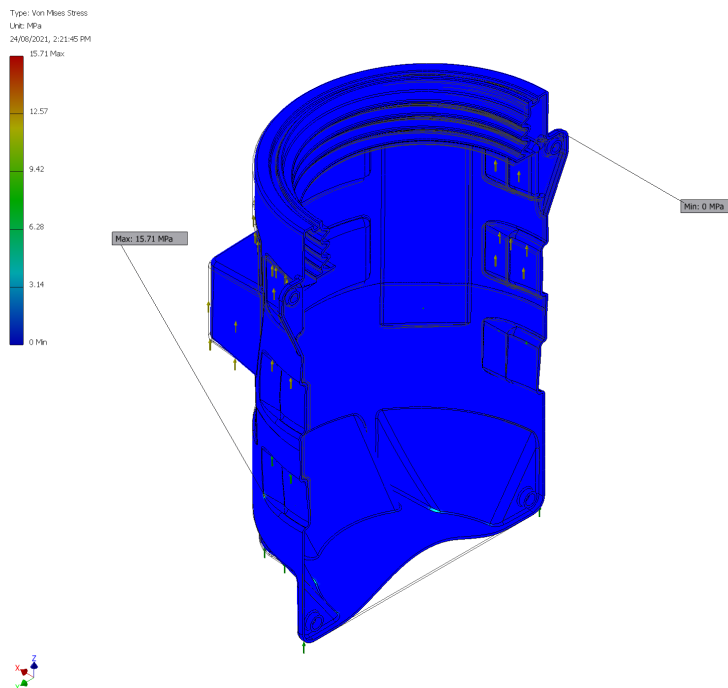 Type: Von Mises Stress
Unit: MPa
24/08/2021, 2:21:45 PM
15.71 Max
12.57
9.42
6.28
3.14
0 Min
Max: 15.71 MPa
Min: 0 MPa
Z
X
Y